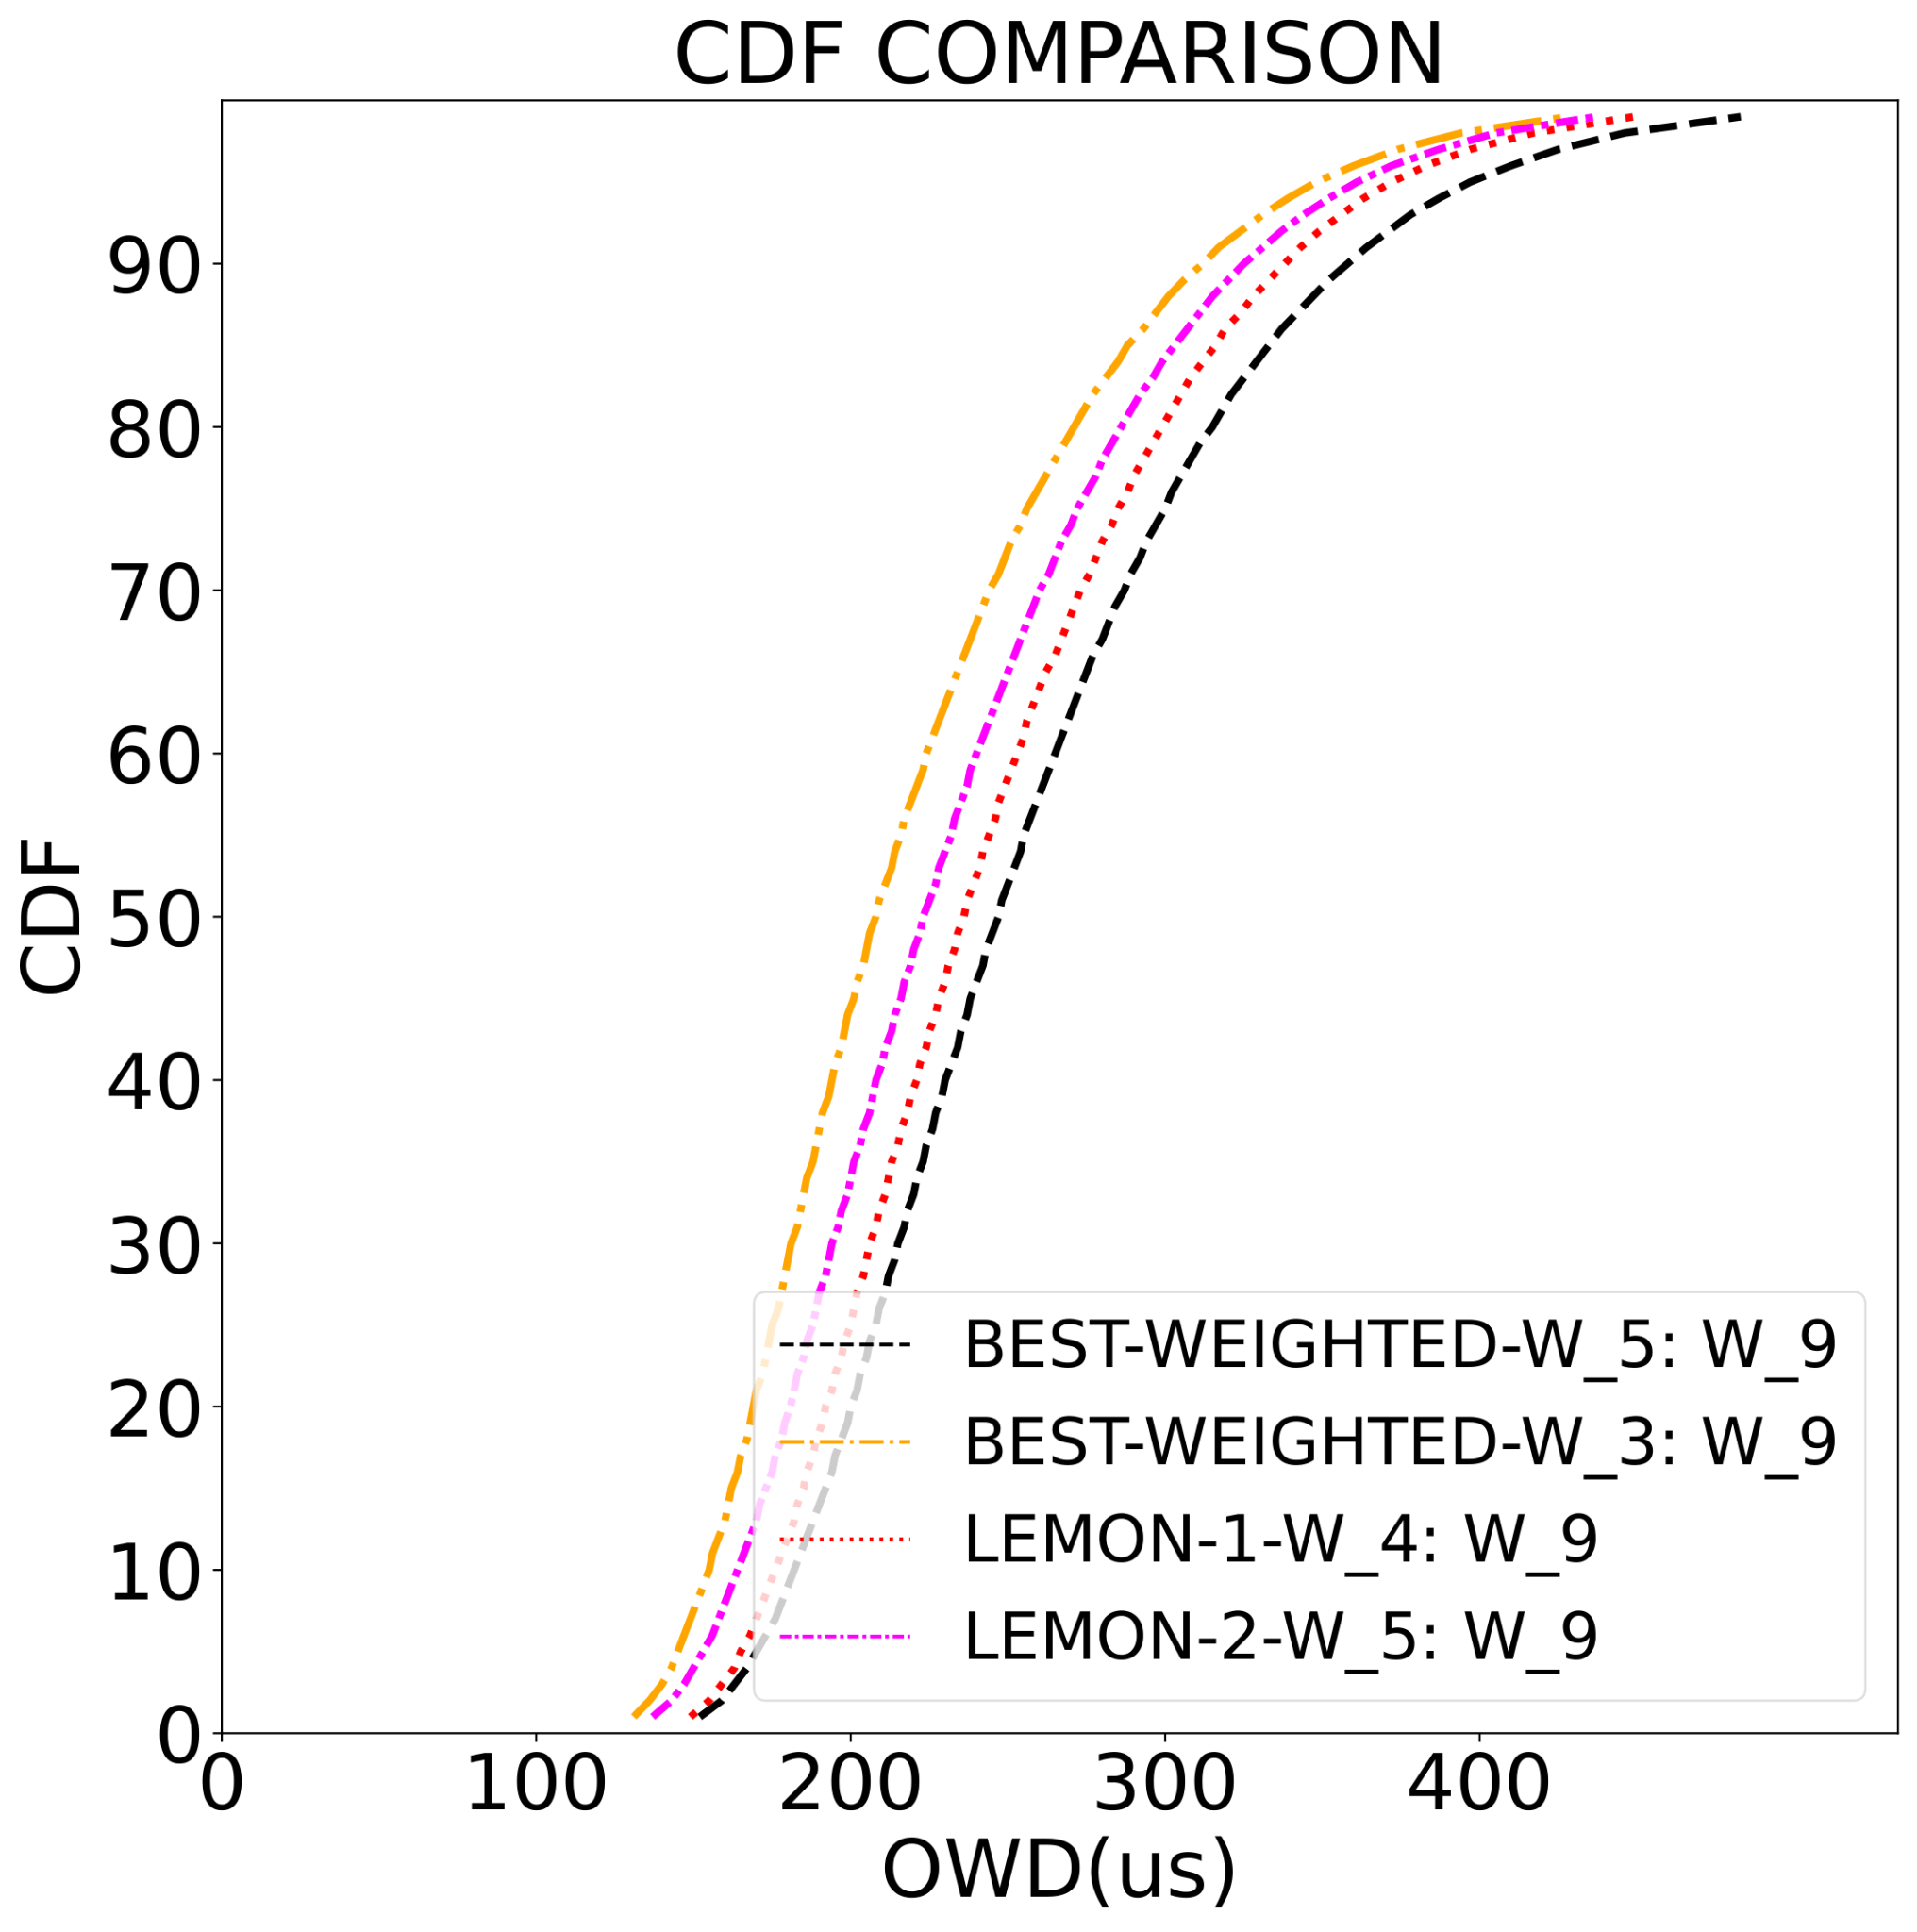 CDF COMPARISON
CDF
90
80
70
60
50
40
30
20
10
0
BEST-WEIGHTED-W_5: W_9
BEST-WEIGHTED-W_3: W_9
LEMON-1-W_4: W_9
LEMON-2-W_5: W_9
0 100 200 300 400
OWD(us)